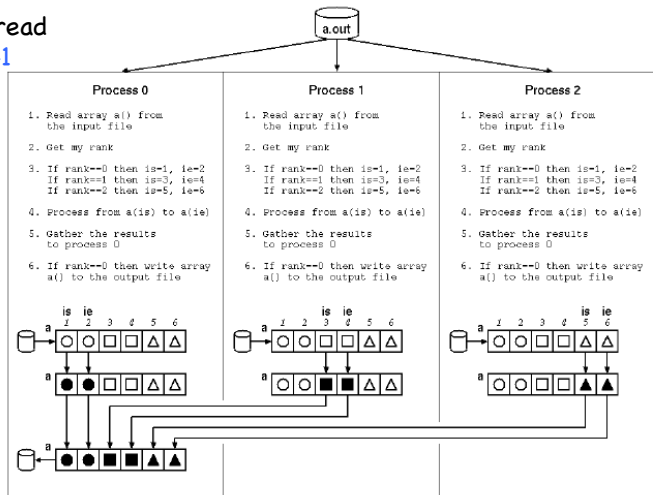 read
1
a.out
Process 0
1. Read array a() from
the input file
2. Get my rank
3. If rank==0 then is=1, ie=2
If rank==1 then is=3, ie=4
If rank==2 then is=5, ie=6
4. Process from a(is) to a(ie)
5. Gather the results
to process 0
6. If rank==0 then write array
a() to the output file
is ie
1 2 3 4 5 6
a
a
a
Process 1
1. Read array a() from
the input file
2. Get my rank
3. If rank==0 then is=1, ie=2
If rank==1 then is=3, ie=4
If rank==2 then is=5, ie=6
4. Process from a(is) to a(ie)
5. Gather the results
to process 0
6. If rank==0 then write array
a() to the output file
is ie
1 2 3 4 5 6
a
a
Process 2
1. Read array a() from
the input file
2. Get my rank
3. If rank==0 then is=1, ie=2
If rank==1 then is=3, ie=4
If rank==2 then is=5, ie=6
4. Process from a(is) to a(ie)
5. Gather the results
to process 0
6. If rank==0 then write array
a() to the output file
is ie
1 2 3 4 5 6
a
a